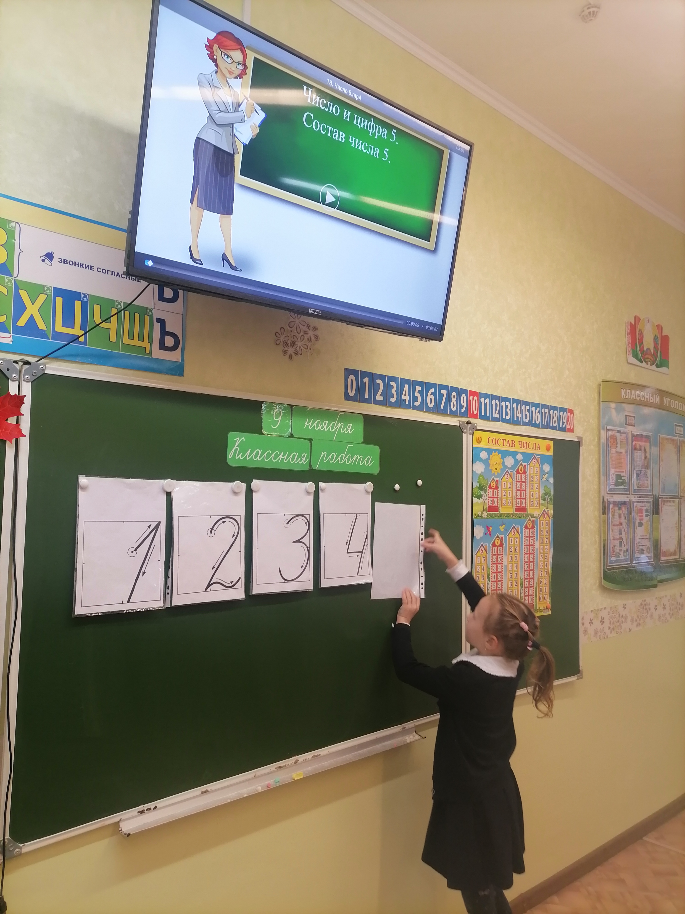 Число и цифра 5.
Состав числа 5.
ЗВОНКИЕ СОГЛАСНЫЕ
Х Ц Ч Щ Ъ
0 1 2 3 4 5 6 7 8 9 10 11 12 13 14 15 16 17 18 19 20
9 ноября
Классная работа
СОСТАВ ЧИСЛА
КЛАССНЫЙ УГОЛ
1 2 3 4